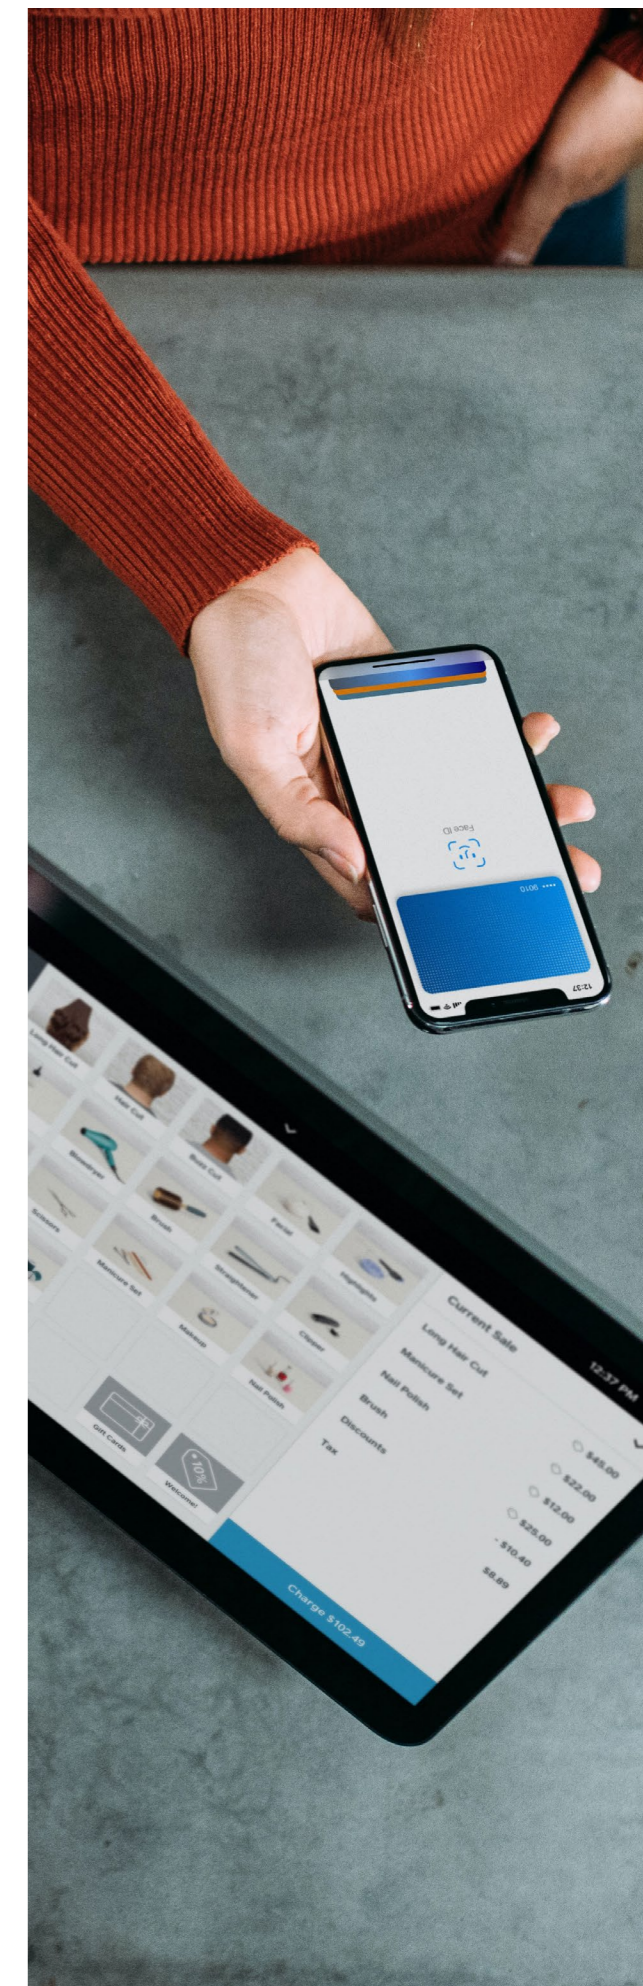 Face ID
•••• 9010
12:37
Long Hair Cut
Hair Cut
Buzz Cut
Facial
Highlights
Blowdryer
Brush
Straightener
Clipper
Scissors
Manicure Set
Makeup
Nail Polish
Gift Cards
10%
Welcome!
12:37 PM
Current Sale
Long Hair Cut $45.00
Manicure Set $22.00
Nail Polish $12.00
Brush $25.00
Discounts - $10.40
Tax $8.89
Charge $102.49